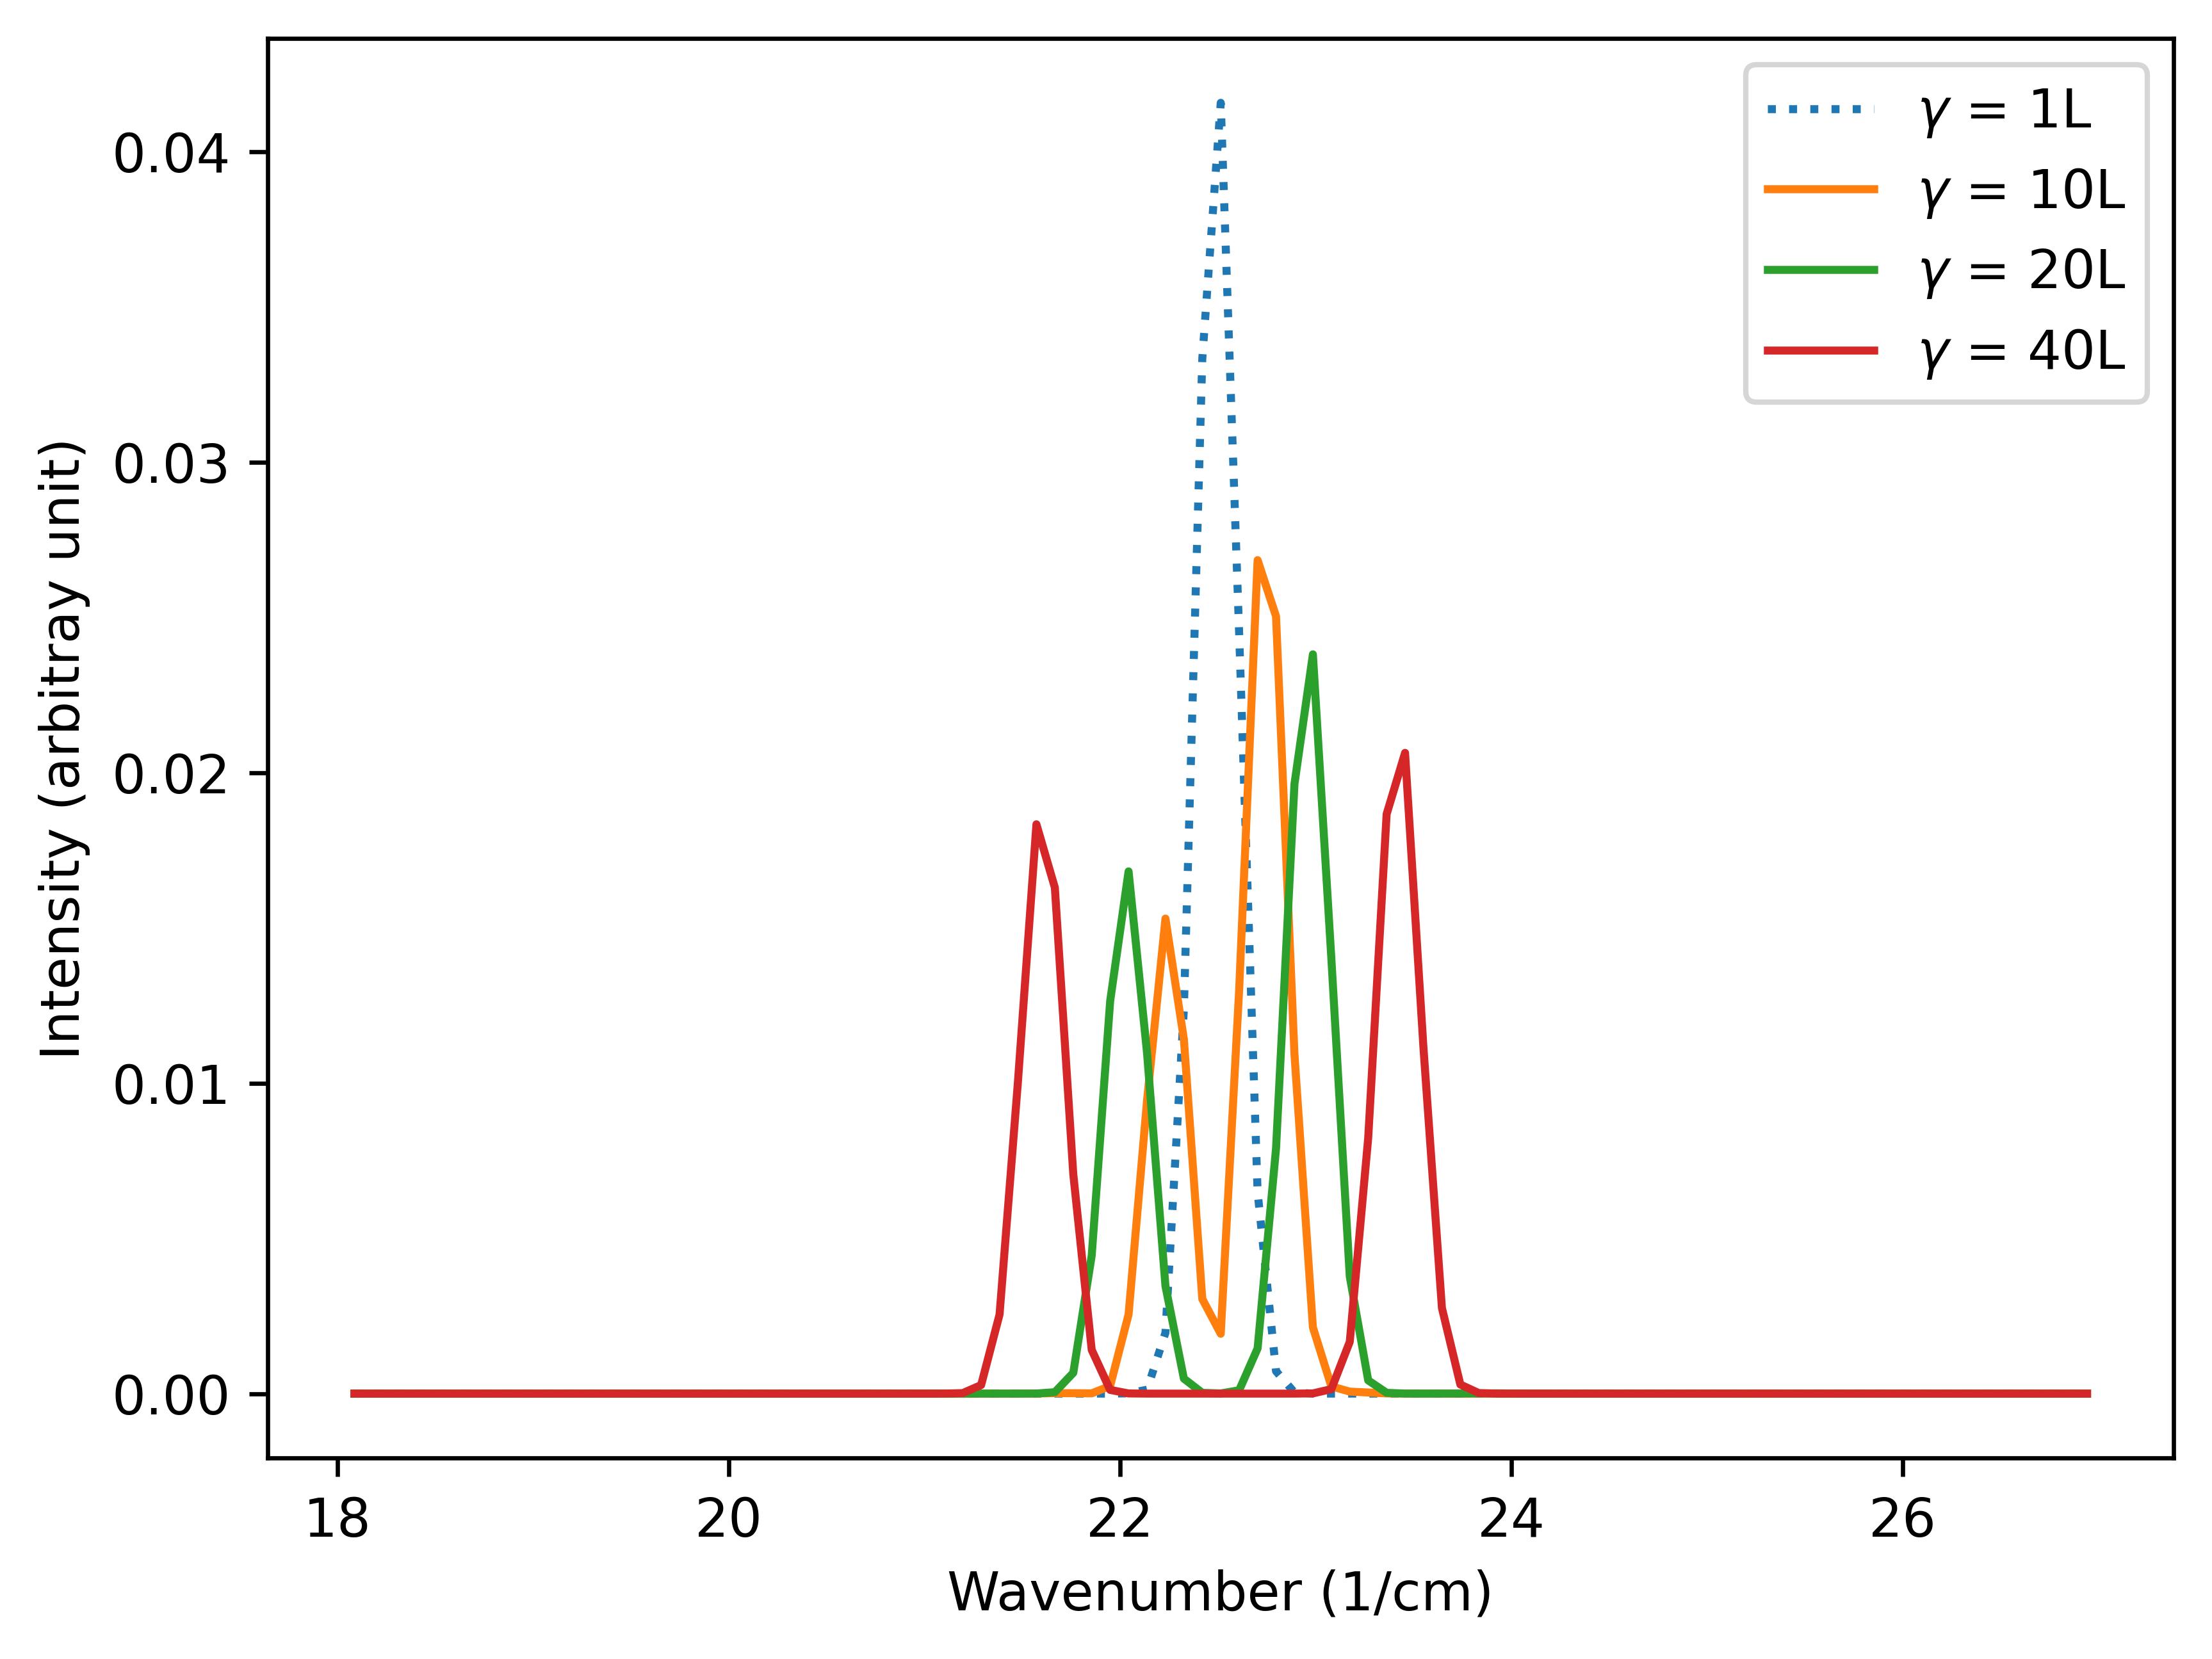 γ = 1L
γ = 10L
γ = 20L
γ = 40L
Intensity (arbitray unit)
0.04
0.03
0.02
0.01
0.00
18 20 22 24 26
Wavenumber (1/cm)